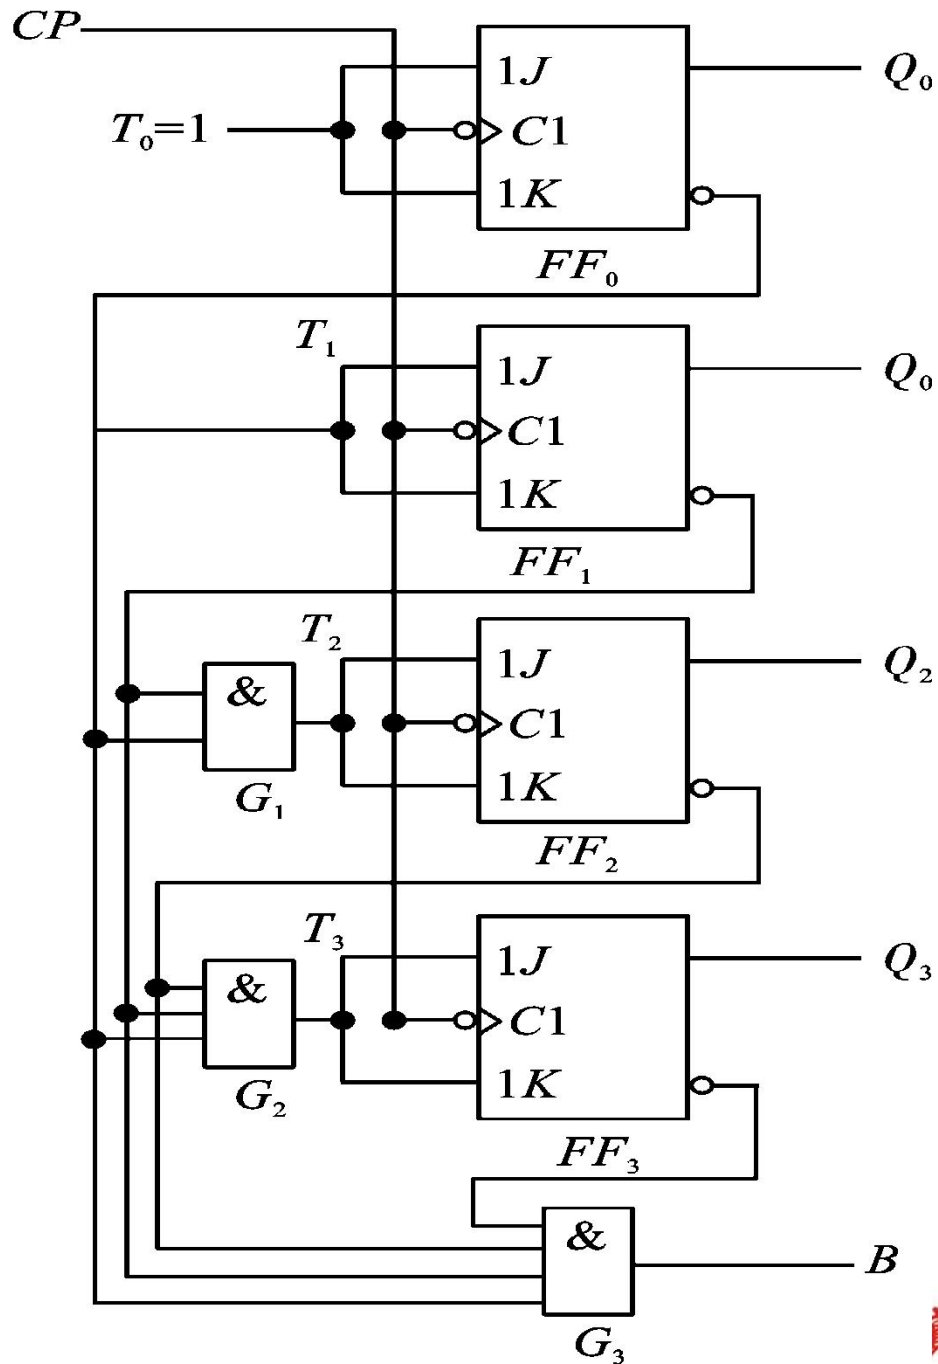 CP
1J
Q₀
T₀=1
C1
1K
FF₀
T₁
1J
Q₀
C1
1K
FF₁
T₂
1J
Q₂
&
C1
1K
G₁
FF₂
T₃
1J
Q₃
&
C1
1K
G₂
FF₃
&
B
G₃